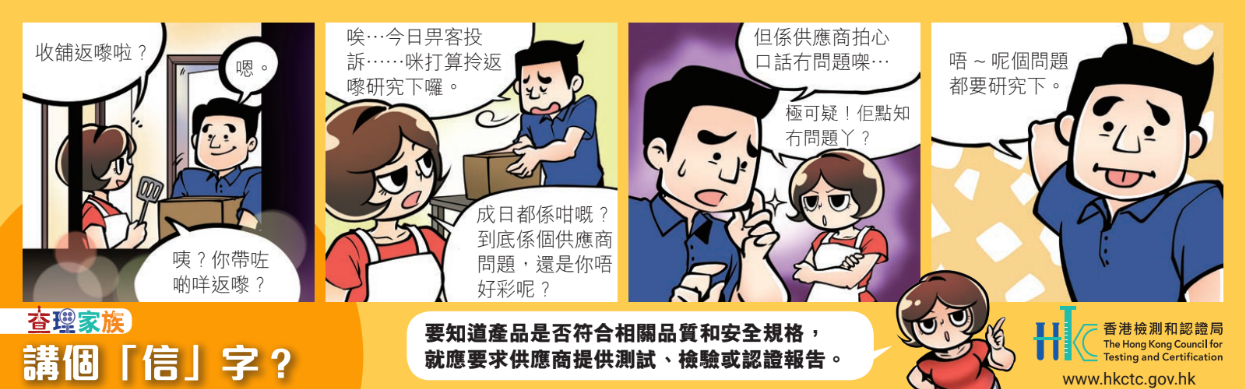 收舖返嚟啦？
嗯。
咦？你帶咗
啲咩返嚟？
唉…今日畀客投
訴……咪打算拎返
嚟研究下囉。
成日都係咁嘅？
到底係個供應商
問題，還是你唔
好彩呢？
但係供應商拍心
口話冇問題㗎…
極可疑！佢點知
冇問題丫？
唔～呢個問題
都要研究下。
查理家族
講個「信」字？
要知道產品是否符合相關品質和安全規格，
就應要求供應商提供測試、檢驗或認證報告。
HKTC
香港檢測和認證局
The Hong Kong Council for
Testing and Certification
www.hkctc.gov.hk